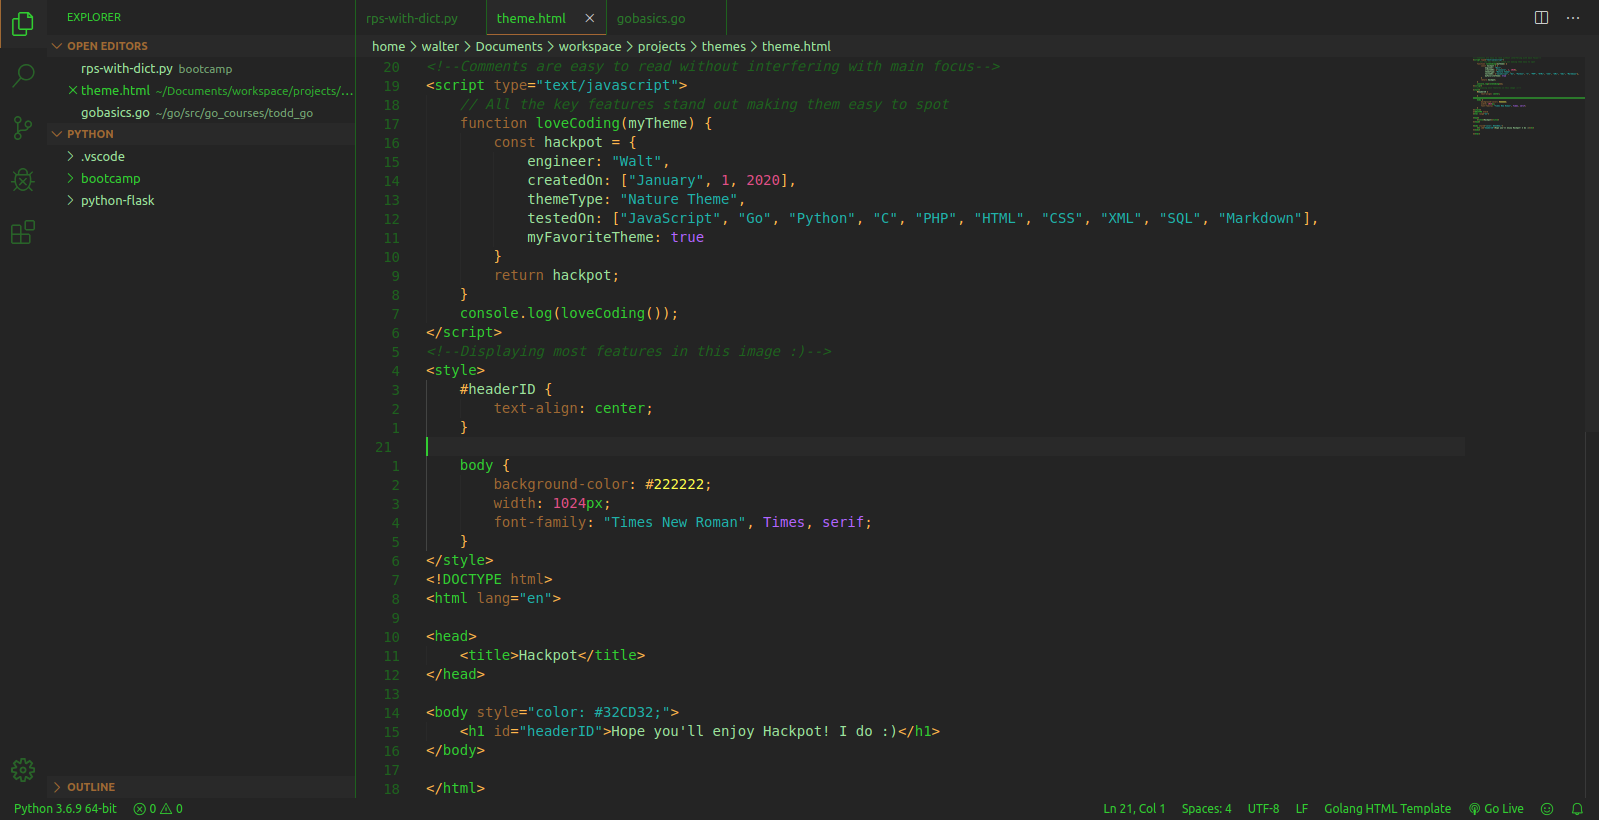 EXPLORER
OPEN EDITORS
rps-with-dict.py bootcamp
theme.html ~/Documents/workspace/projects/...
gobasics.go ~/go/src/go_courses/todd_go
PYTHON
.vscode
bootcamp
python-flask
OUTLINE
rps-with-dict.py theme.html gobasics.go
home > walter > Documents > workspace > projects > themes > theme.html
20 <!--Comments are easy to read without interfering with main focus-->
19 <script type="text/javascript">
18     // All the key features stand out making them easy to spot
17     function loveCoding(myTheme) {
16         const hackpot = {
15             engineer: "Walt",
14             createdOn: ["January", 1, 2020],
13             themeType: "Nature Theme",
12             testedOn: ["JavaScript", "Go", "Python", "C", "PHP", "HTML", "CSS", "XML", "SQL", "Markdown"],
11             myFavoriteTheme: true
10         }
9         return hackpot;
8     }
7     console.log(loveCoding());
6 </script>
5 <!--Displaying most features in this image :)-->
4 <style>
3     #headerID {
2         text-align: center;
1     }
21
1     body {
2         background-color: #222222;
3         width: 1024px;
4         font-family: "Times New Roman", Times, serif;
5     }
6 </style>
7 <!DOCTYPE html>
8 <html lang="en">
9
10 <head>
11     <title>Hackpot</title>
12 </head>
13
14 <body style="color: #32CD32;">
15     <h1 id="headerID">Hope you'll enjoy Hackpot! I do :)</h1>
16 </body>
17
18 </html>
Python 3.6.9 64-bit 0 0 Ln 21, Col 1 Spaces: 4 UTF-8 LF Golang HTML Template Go Live